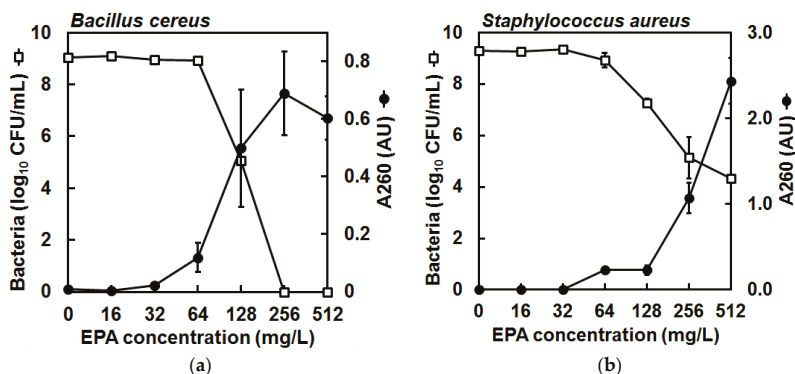 Bacillus cereus
Bacteria (log10 CFU/mL)
10
8
6
4
2
0
0.8
0.6
0.4
0.2
0
A260 (AU)
0 16 32 64 128 256 512
EPA concentration (mg/L)
(a)
Staphylococcus aureus
Bacteria (log10 CFU/mL)
10
8
6
4
2
0
3.0
2.0
1.0
0.0
A260 (AU)
0 16 32 64 128 256 512
EPA concentration (mg/L)
(b)